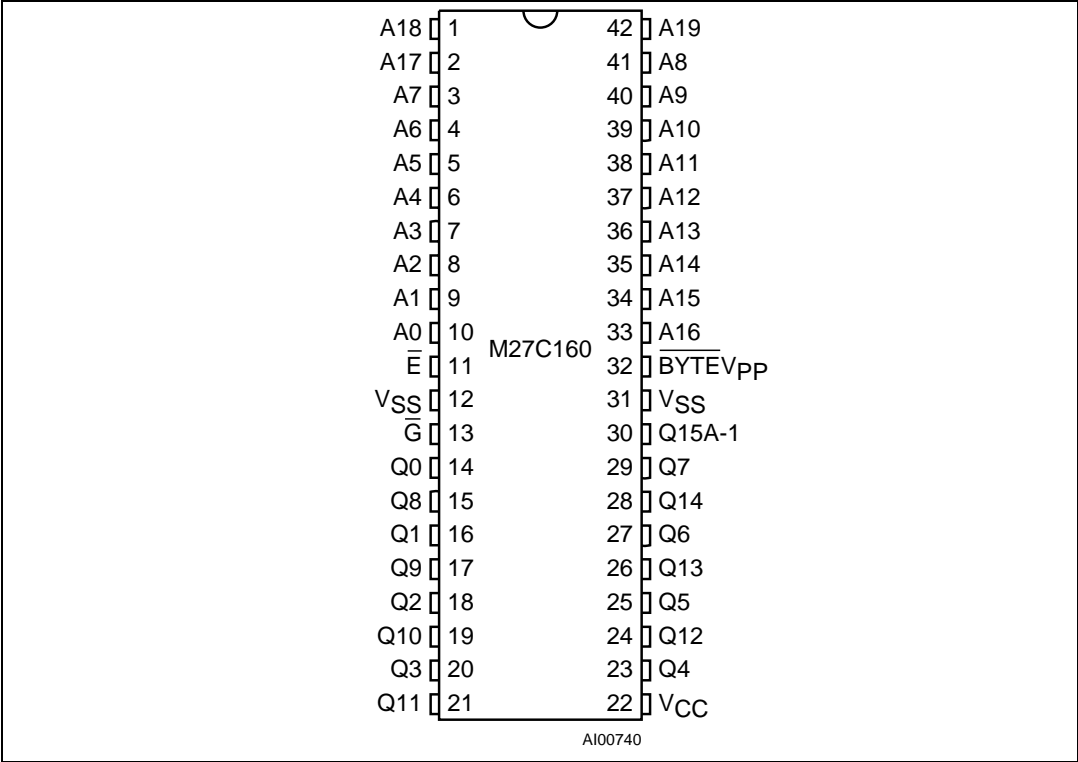 A18 1 42 A19
A17 2 41 A8
A7 3 40 A9
A6 4 39 A10
A5 5 38 A11
A4 6 37 A12
A3 7 36 A13
A2 8 35 A14
A1 9 34 A15
A0 10 33 A16
M27C160
E̅ 11 32 B̅Y̅T̅E̅VPP
VSS 12 31 VSS
G̅ 13 30 Q15A-1
Q0 14 29 Q7
Q8 15 28 Q14
Q1 16 27 Q6
Q9 17 26 Q13
Q2 18 25 Q5
Q10 19 24 Q12
Q3 20 23 Q4
Q11 21 22 VCC
AI00740